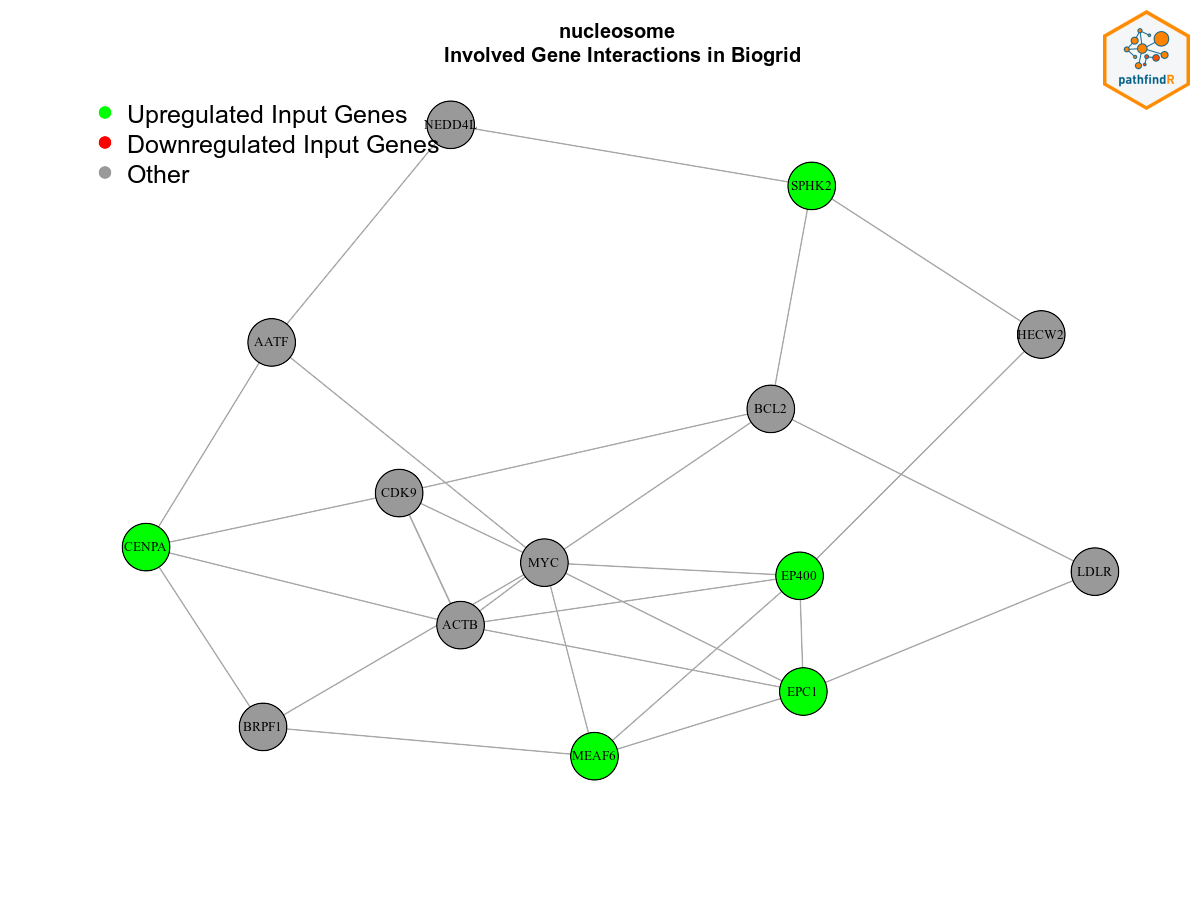 nucleosome
Involved Gene Interactions in Biogrid
pathfindR
Upregulated Input Genes
Downregulated Input Genes
Other
NEDD4L
SPHK2
HECW2
AATF
BCL2
CDK9
CENPA
MYC
EP400
LDLR
ACTB
EPC1
BRPF1
MEAF6